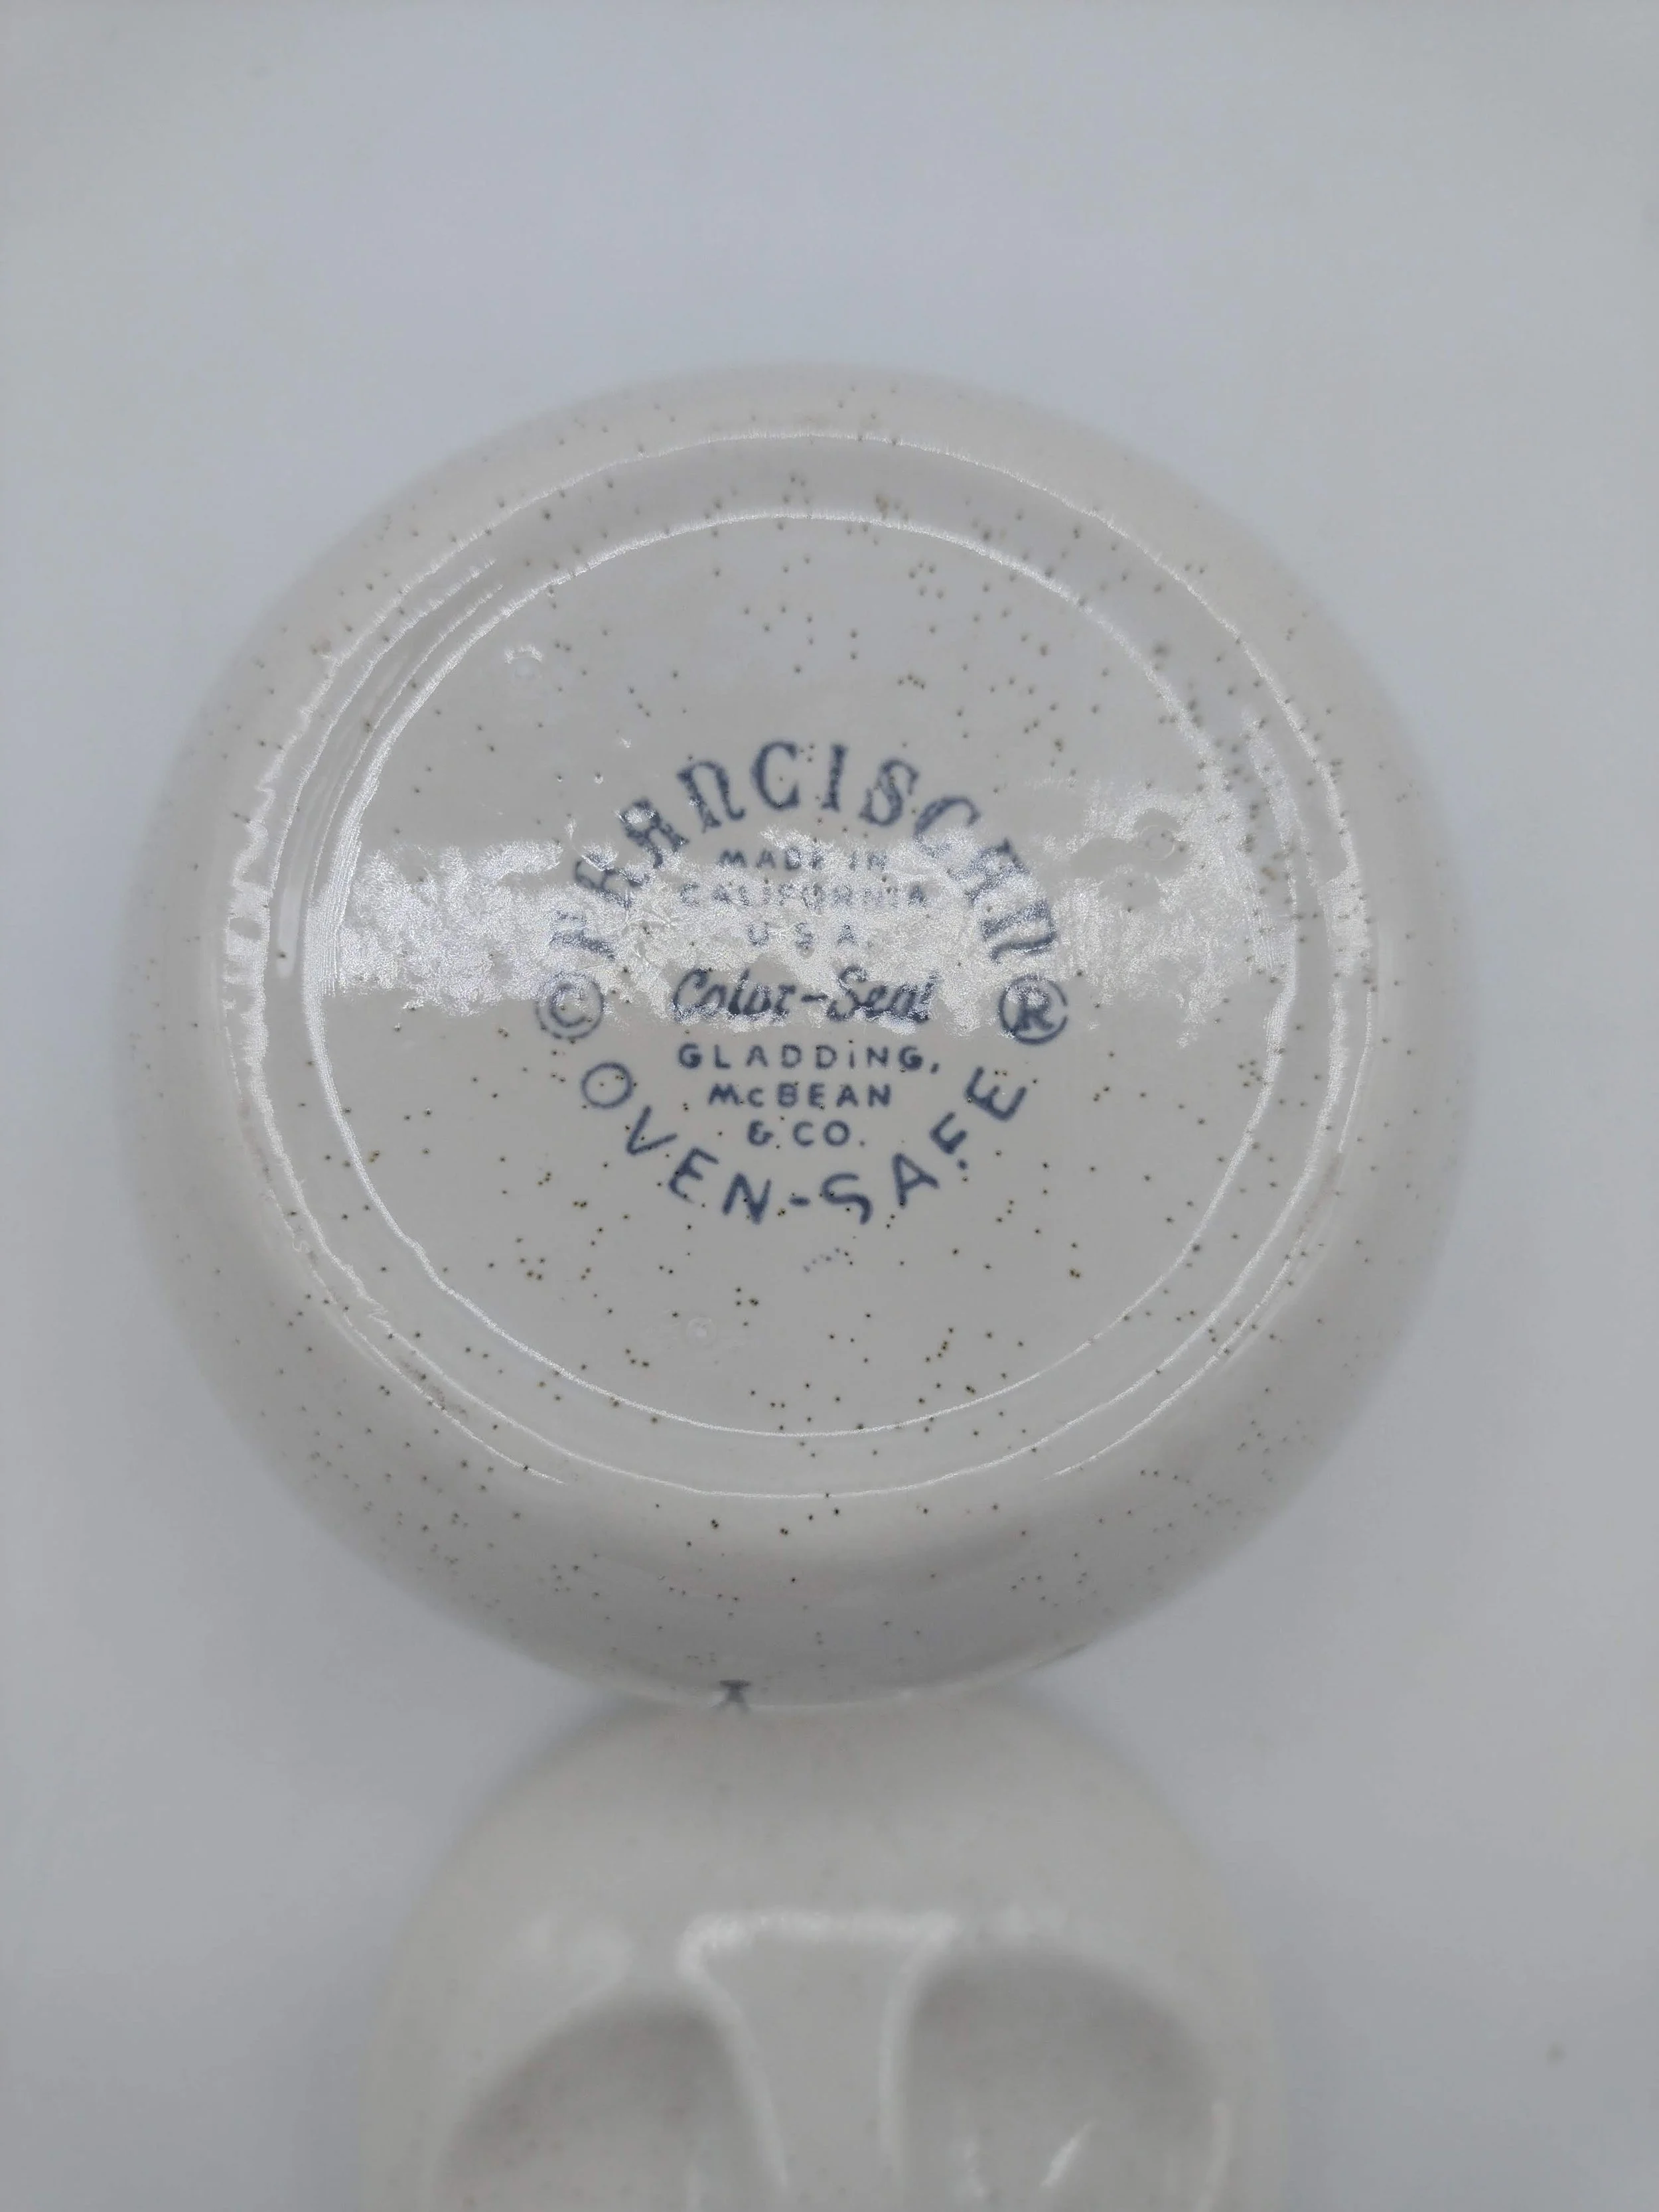 FRANCISCAN
MADE IN
CALIFORNIA
U.S.A.
Color-Seal
© ®
GLADDING,
McBEAN
& CO.
OVEN-SAFE